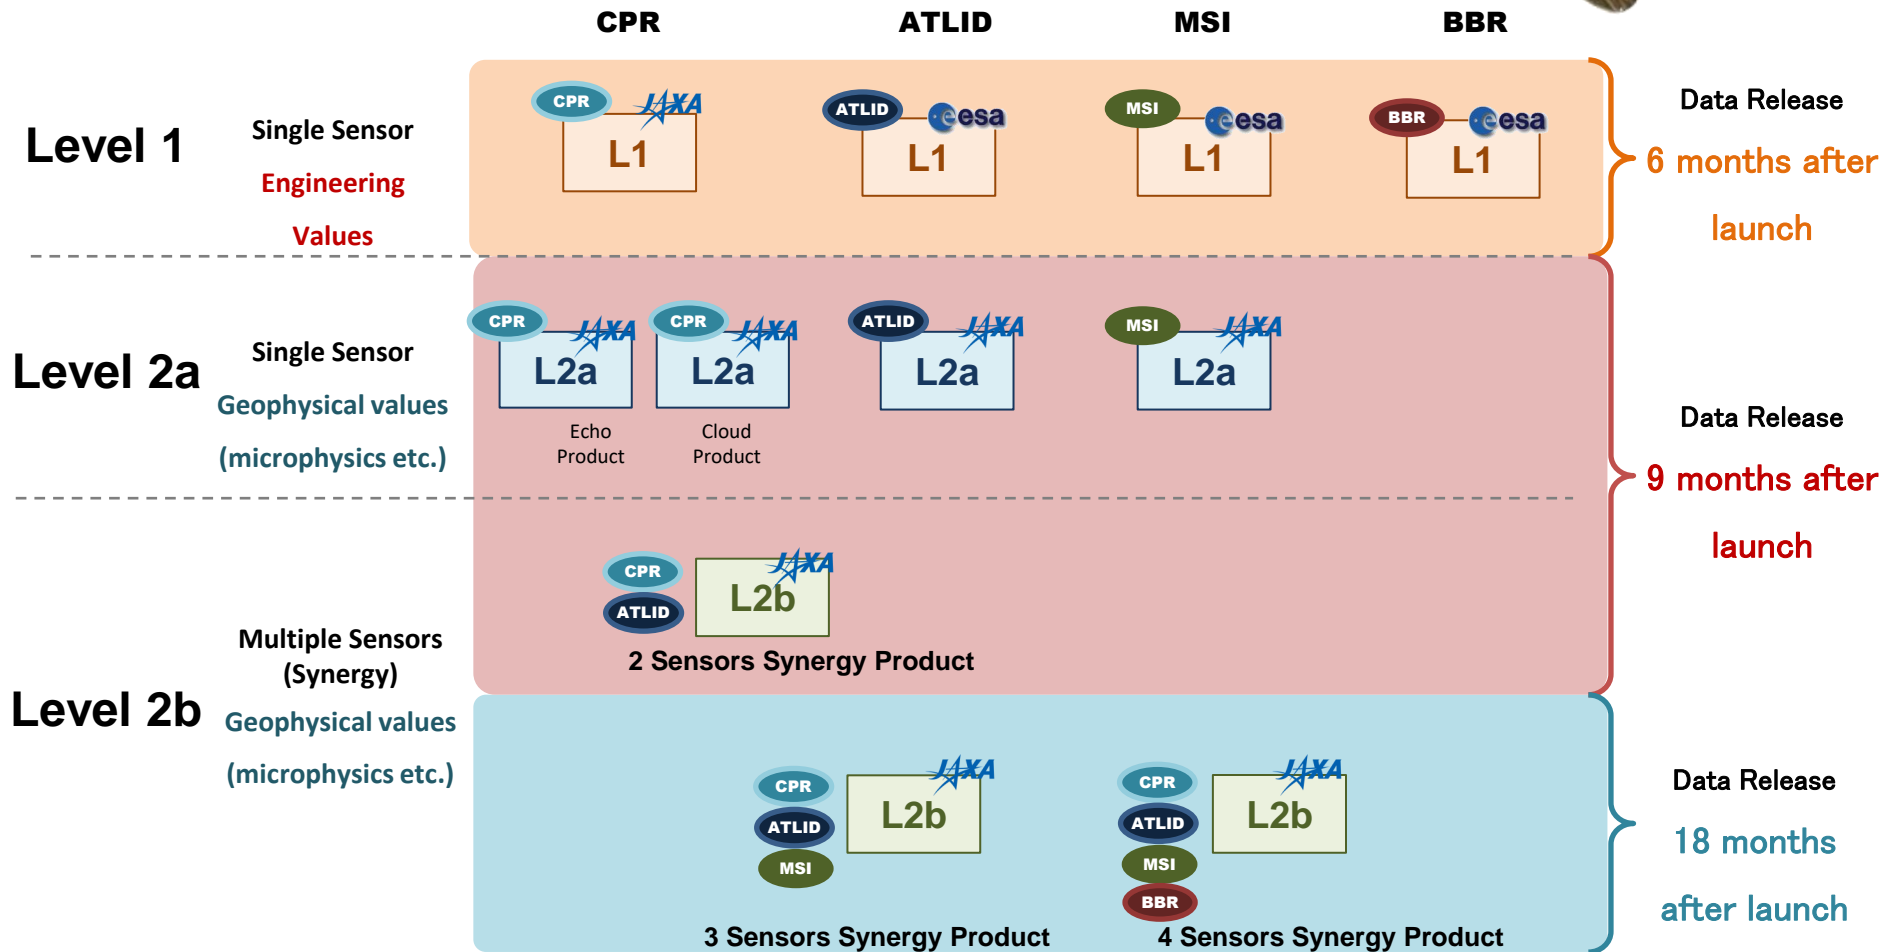 CPR ATLID MSI BBR
Level 1
Single Sensor
Engineering
Values
CPR JAXA
L1
ATLID esa
L1
MSI esa
L1
BBR esa
L1
Data Release
6 months after
launch
Level 2a
Single Sensor
Geophysical values
(microphysics etc.)
CPR JAXA
L2a
Echo
Product
CPR JAXA
L2a
Cloud
Product
ATLID JAXA
L2a
MSI JAXA
L2a
Data Release
9 months after
launch
Level 2b
Multiple Sensors
(Synergy)
Geophysical values
(microphysics etc.)
CPR
ATLID
JAXA
L2b
2 Sensors Synergy Product
CPR
ATLID
MSI
JAXA
L2b
3 Sensors Synergy Product
CPR
ATLID
MSI
BBR
JAXA
L2b
4 Sensors Synergy Product
Data Release
18 months
after launch